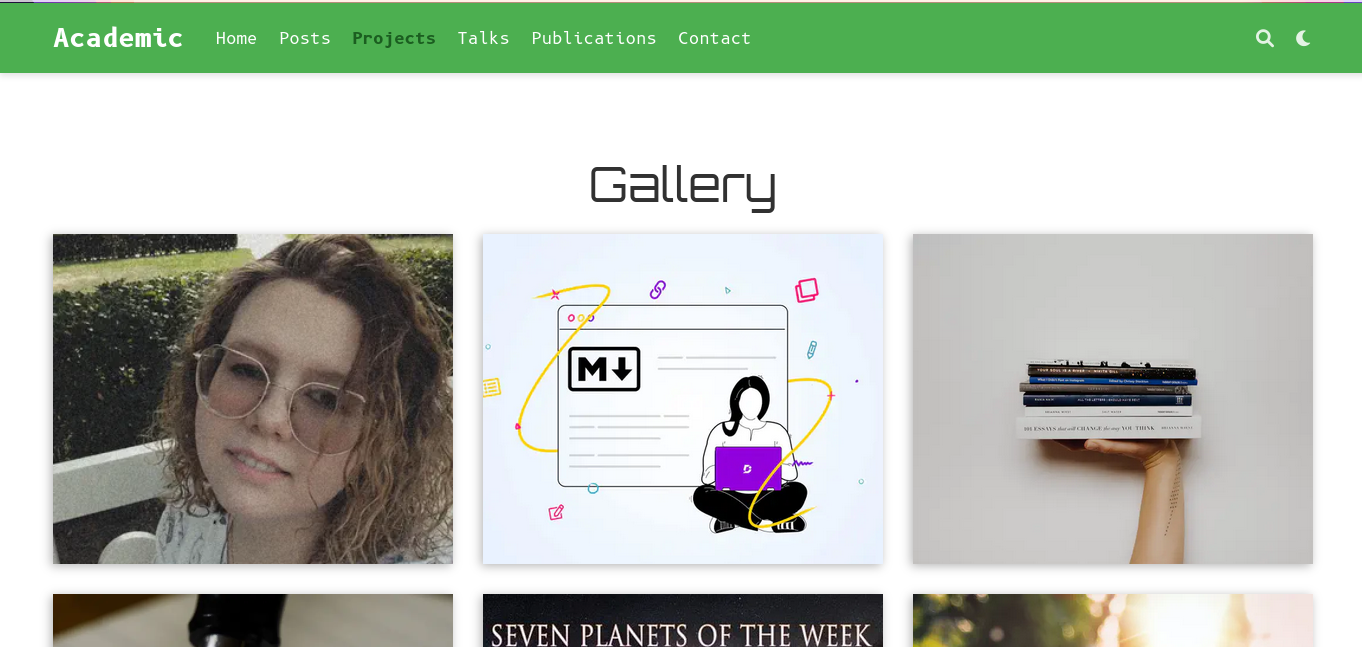 Academic
Home Posts Projects Talks Publications Contact
Gallery
M
101 ESSAYS that will CHANGE the way YOU THINK
SEVEN PLANETS OF THE WEEK